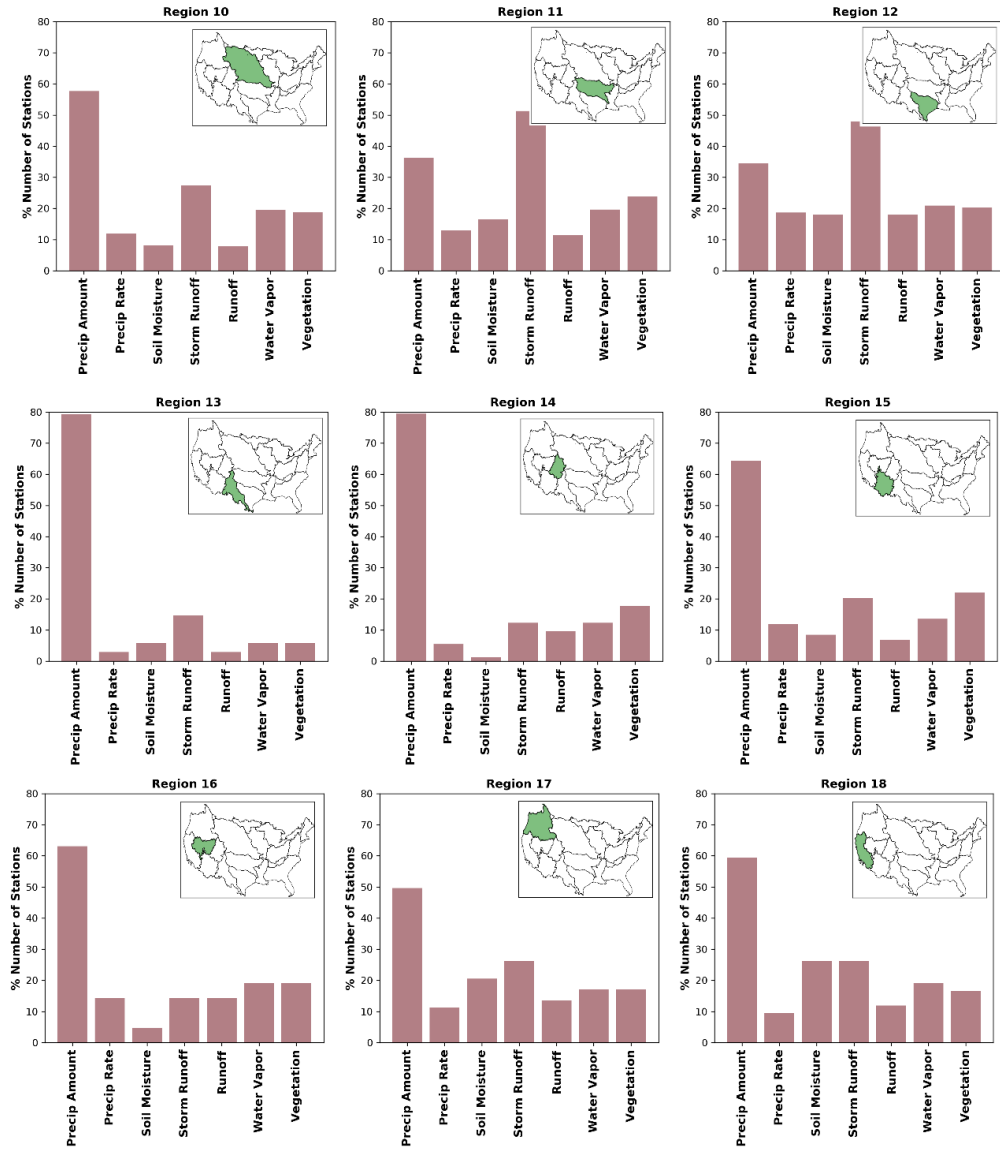 Region 10
% Number of Stations
80
70
60
50
40
30
20
10
0
Precip Amount
Precip Rate
Soil Moisture
Storm Runoff
Runoff
Water Vapor
Vegetation
Region 11
% Number of Stations
80
70
60
50
40
30
20
10
0
Precip Amount
Precip Rate
Soil Moisture
Storm Runoff
Runoff
Water Vapor
Vegetation
Region 12
% Number of Stations
80
70
60
50
40
30
20
10
0
Precip Amount
Precip Rate
Soil Moisture
Storm Runoff
Runoff
Water Vapor
Vegetation
Region 13
% Number of Stations
80
70
60
50
40
30
20
10
0
Precip Amount
Precip Rate
Soil Moisture
Storm Runoff
Runoff
Water Vapor
Vegetation
Region 14
% Number of Stations
80
70
60
50
40
30
20
10
0
Precip Amount
Precip Rate
Soil Moisture
Storm Runoff
Runoff
Water Vapor
Vegetation
Region 15
% Number of Stations
80
70
60
50
40
30
20
10
0
Precip Amount
Precip Rate
Soil Moisture
Storm Runoff
Runoff
Water Vapor
Vegetation
Region 16
% Number of Stations
80
70
60
50
40
30
20
10
0
Precip Amount
Precip Rate
Soil Moisture
Storm Runoff
Runoff
Water Vapor
Vegetation
Region 17
% Number of Stations
80
70
60
50
40
30
20
10
0
Precip Amount
Precip Rate
Soil Moisture
Storm Runoff
Runoff
Water Vapor
Vegetation
Region 18
% Number of Stations
80
70
60
50
40
30
20
10
0
Precip Amount
Precip Rate
Soil Moisture
Storm Runoff
Runoff
Water Vapor
Vegetation